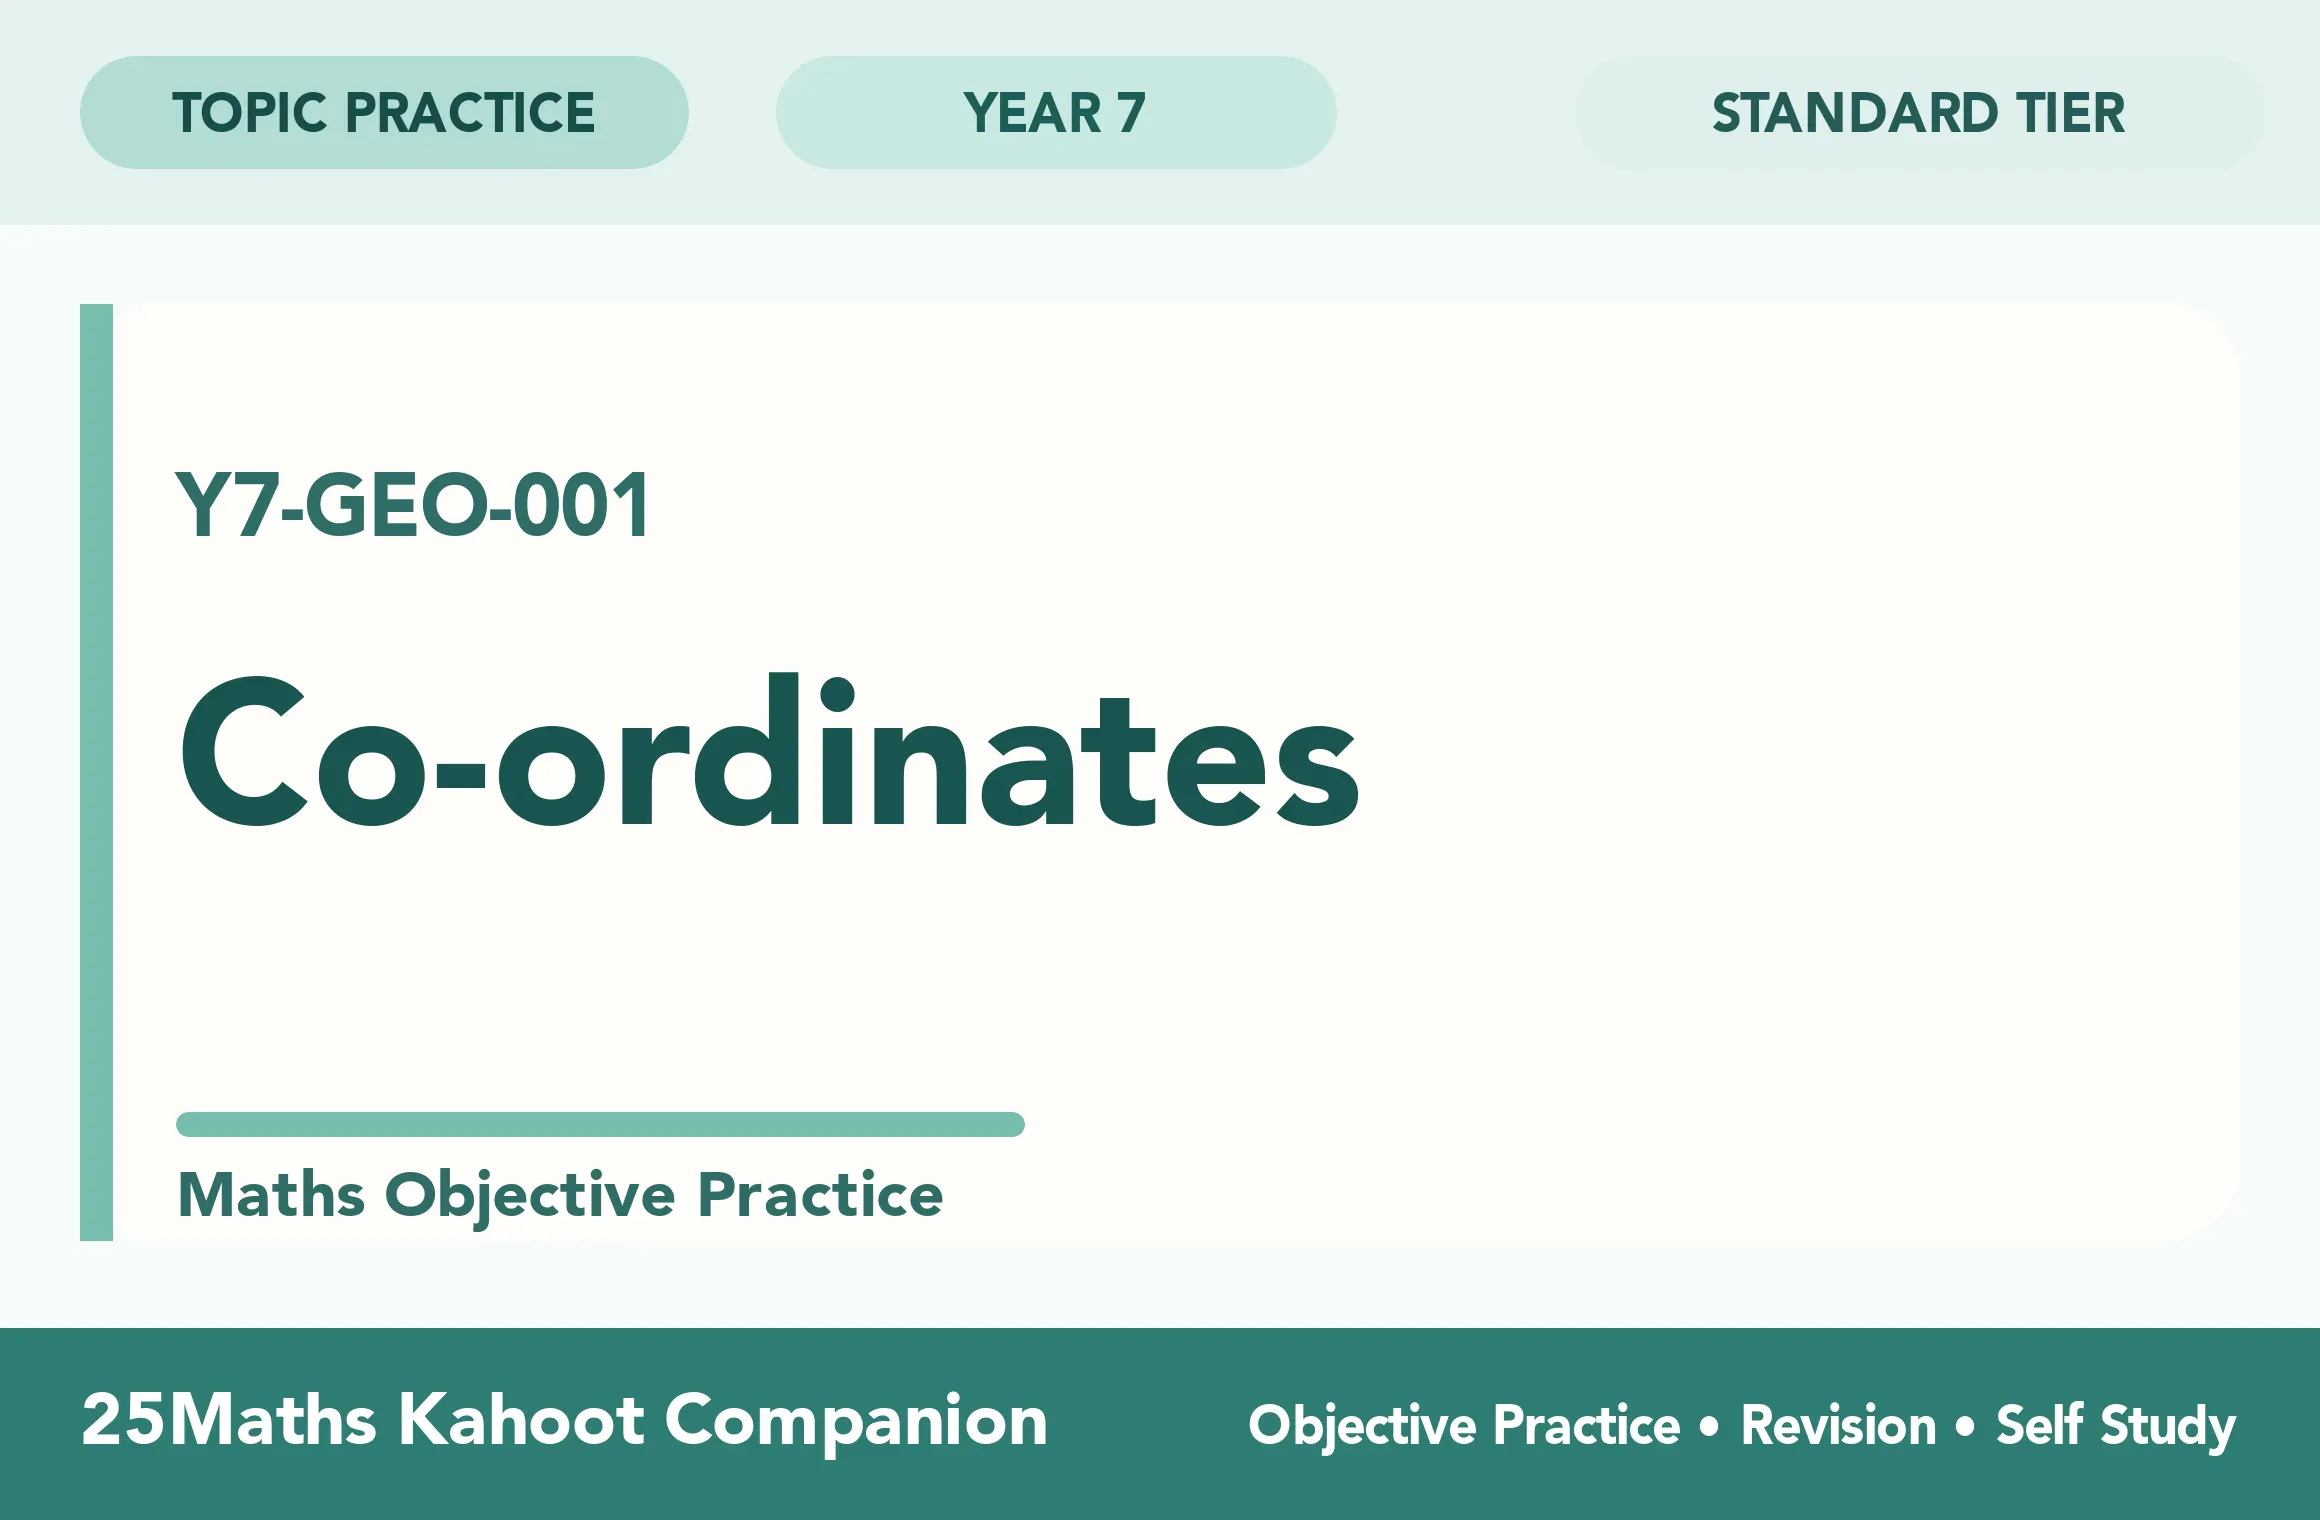 TOPIC PRACTICE
YEAR 7
STANDARD TIER
Y7-GEO-001
Co-ordinates
Maths Objective Practice
25Maths Kahoot Companion
Objective Practice • Revision • Self Study